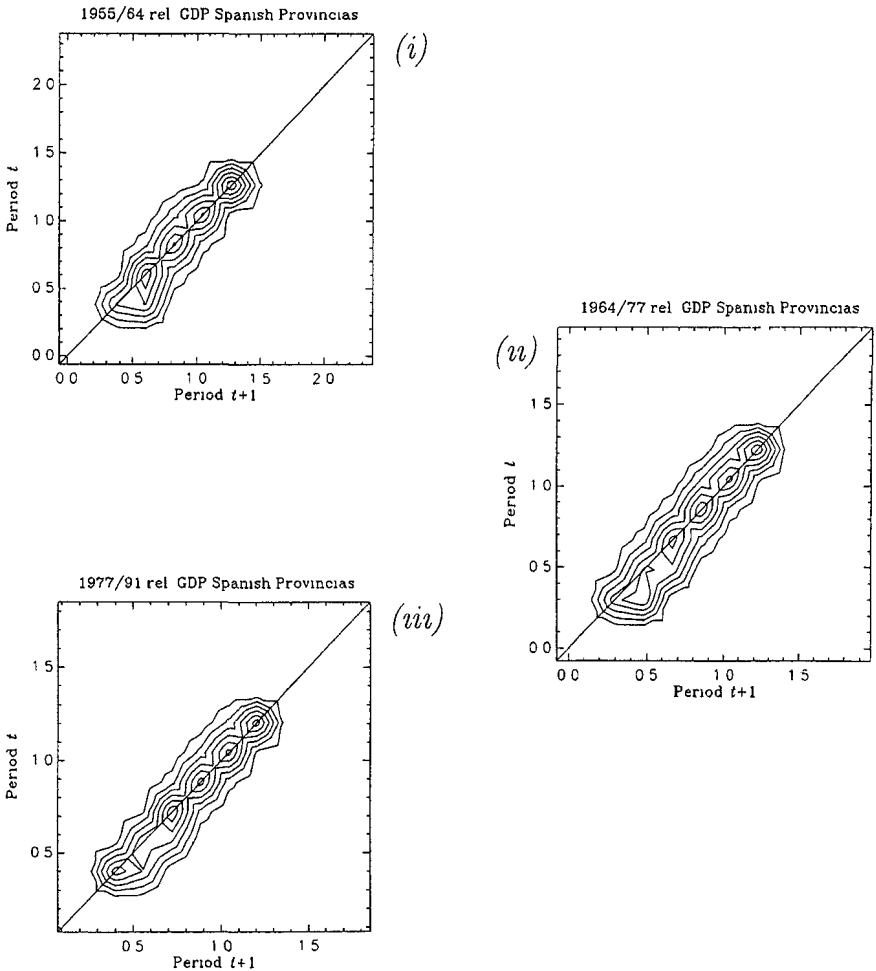 1955/64 rel GDP Spanish Provincias
(i)
2 0
1 5
1 0
0 5
0 0
Period t
0 0 0 5 1 0 1 5 2 0
Period t+1
1964/77 rel GDP Spanish Provincias
(ii)
1 5
1 0
0 5
0 0
Period t
0 0 0 5 1 0 1 5
Period t+1
1977/91 rel GDP Spanish Provincias
(iii)
1 5
1 0
0 5
Period t
0 5 1 0 1 5
Period t+1